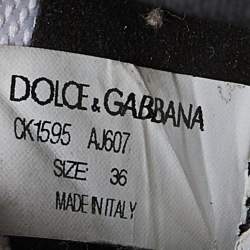 DOLCE & GABBANA
CK1595 AJ607
SIZE: 36
MADE IN ITALY